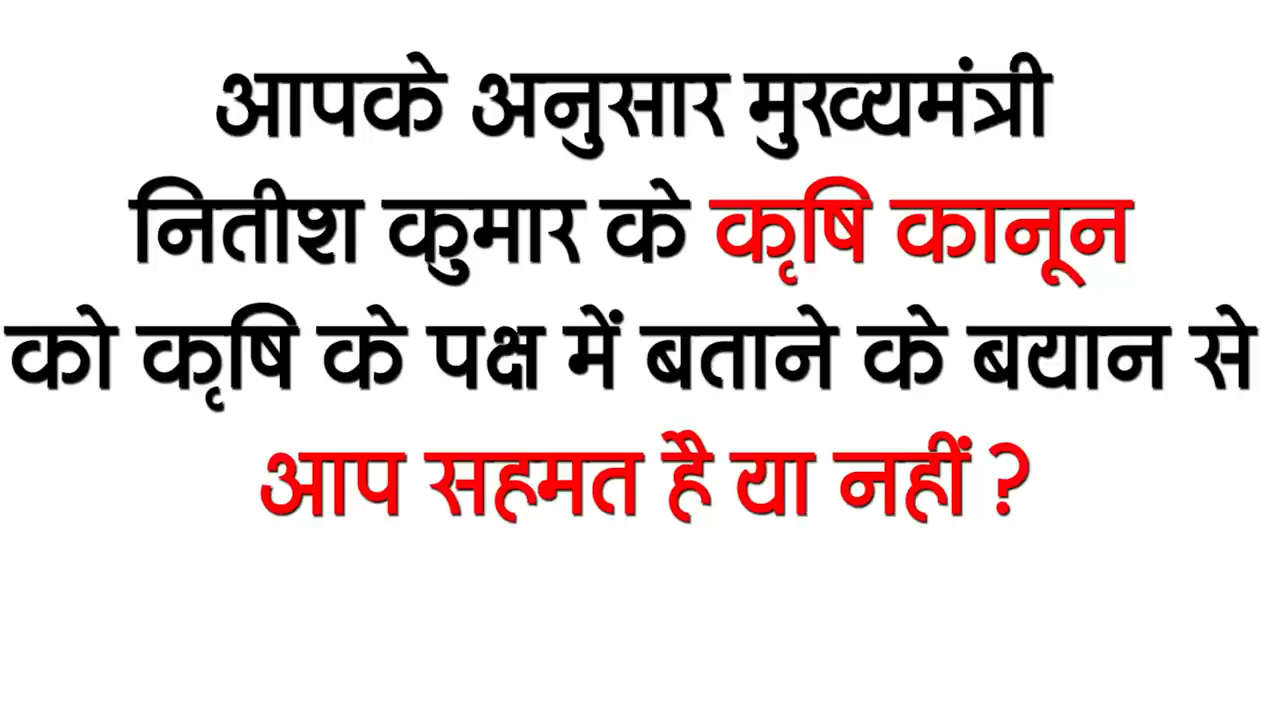 आपके अनुसार मुख्यमंत्री
नितीश कुमार के कृषि कानून
को कृषि के पक्ष में बताने के बयान से
आप सहमत है या नहीं ?